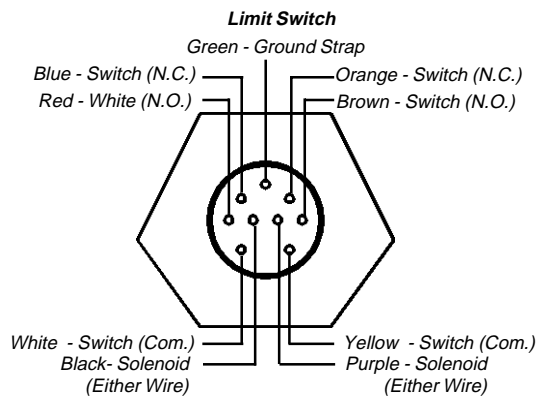 Limit Switch
Green - Ground Strap
Blue - Switch (N.C.)
Orange - Switch (N.C.)
Red - White (N.O.)
Brown - Switch (N.O.)
White - Switch (Com.)
Yellow - Switch (Com.)
Black- Solenoid
(Either Wire)
Purple - Solenoid
(Either Wire)